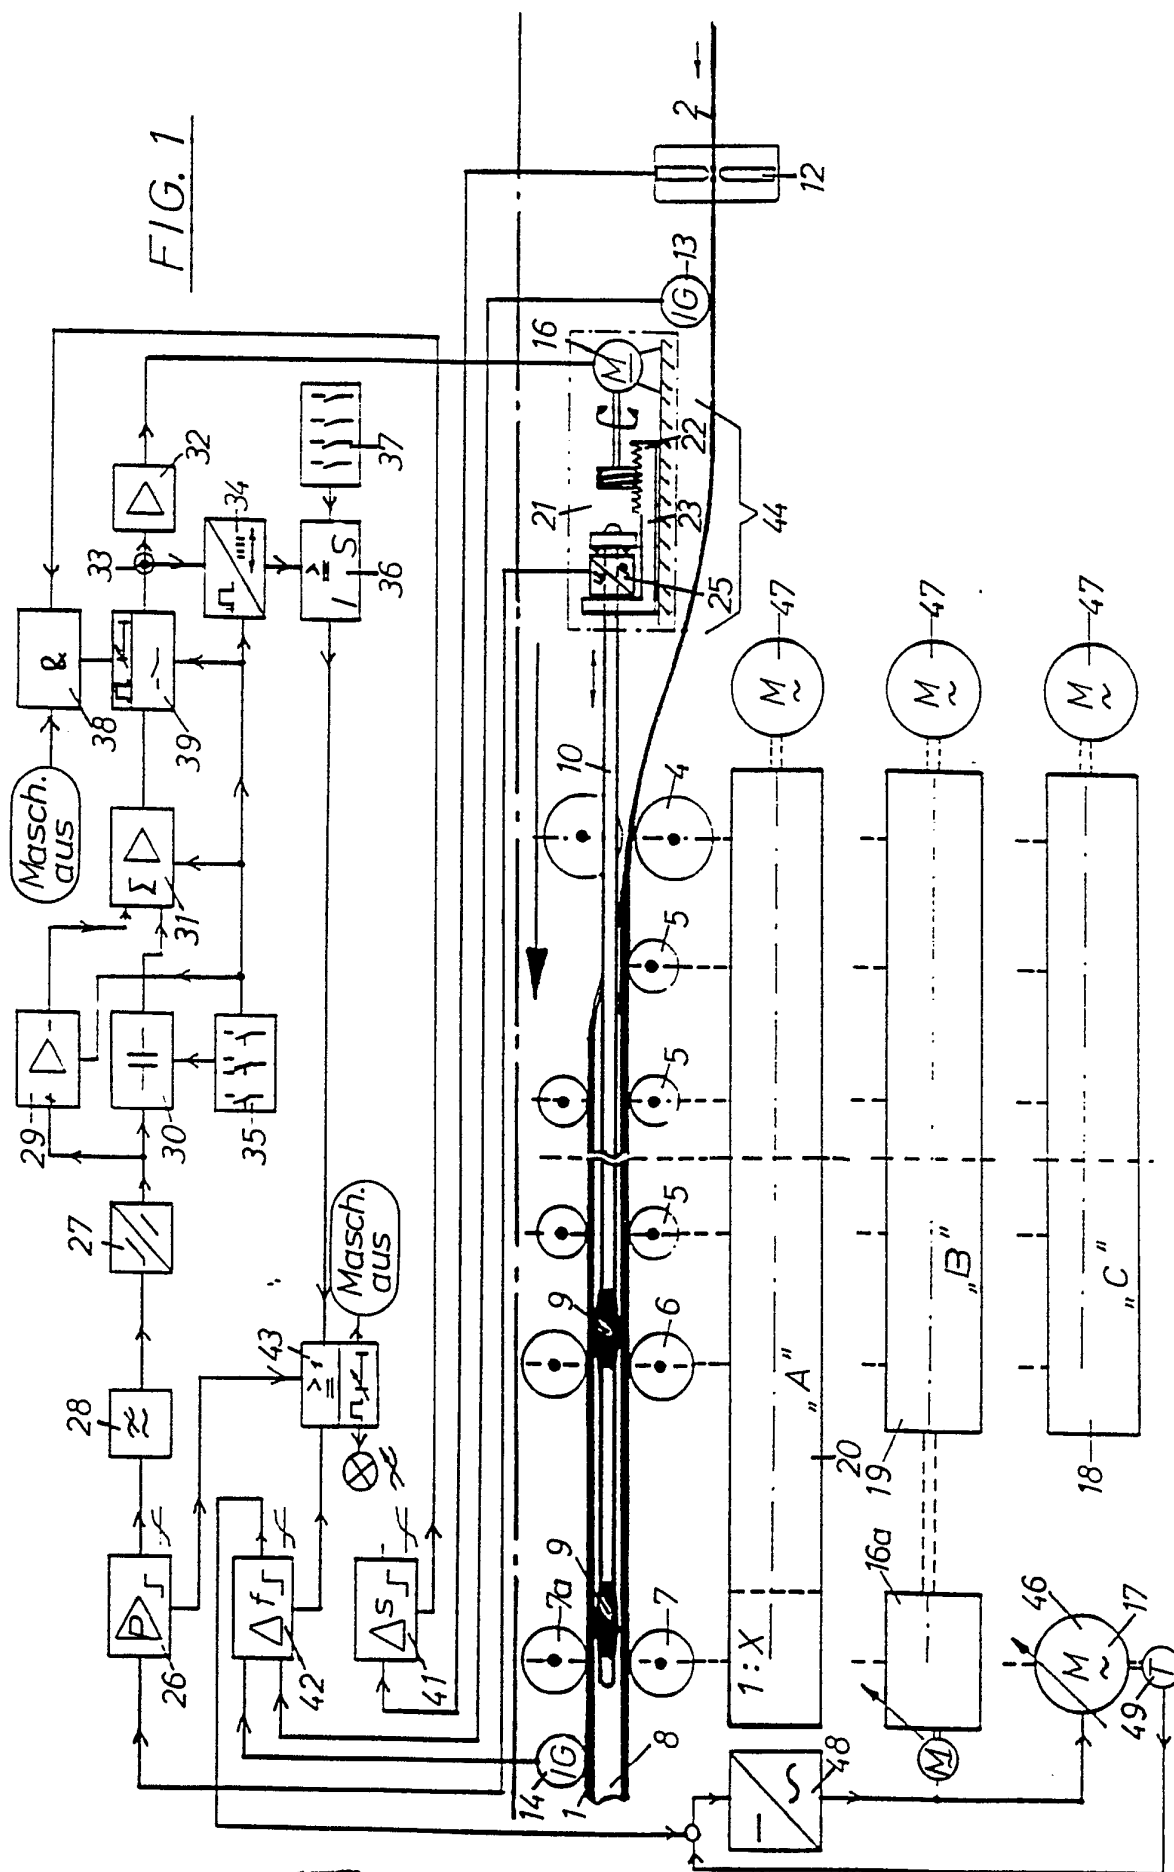 FIG. 1
Masch.
aus
38
39
33
34
32
37
36
S
&
Σ
31
29
30
35
27
28
26
p
Masch.
aus
43
≥1
42
Δf
41
Δs
16
M
21
22
23
25
44
IG
13
2
12
10
4
5
5
5
9
6
9
7a
7
IG
14
1
8
1:X
„A”
20
M
~
47
16a
19
„B”
M
~
47
M
46
17
M
~
T
49
18
„C”
M
~
47
48